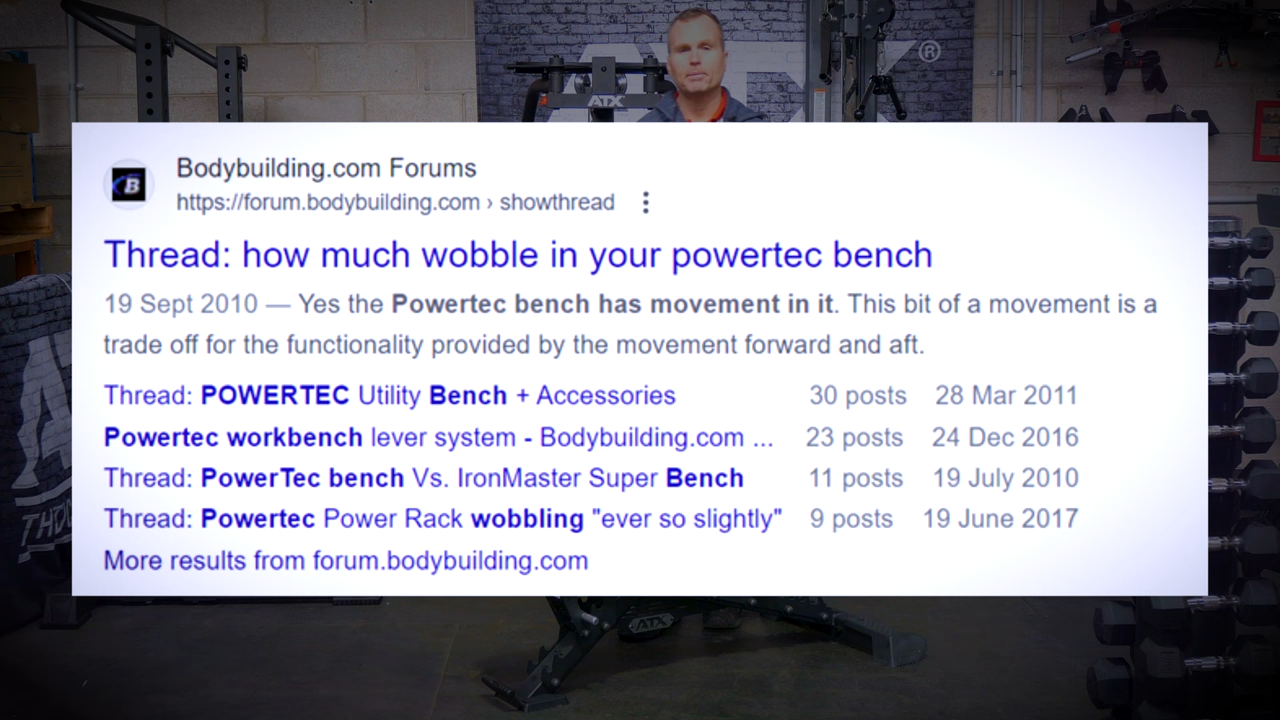 ATX
®
Bodybuilding.com Forums
https://forum.bodybuilding.com › showthread
Thread: how much wobble in your powertec bench
19 Sept 2010 — Yes the Powertec bench has movement in it. This bit of a movement is a
trade off for the functionality provided by the movement forward and aft.
Thread: POWERTEC Utility Bench + Accessories 30 posts 28 Mar 2011
Powertec workbench lever system - Bodybuilding.com ... 23 posts 24 Dec 2016
Thread: PowerTec bench Vs. IronMaster Super Bench 11 posts 19 July 2010
Thread: Powertec Power Rack wobbling "ever so slightly" 9 posts 19 June 2017
More results from forum.bodybuilding.com
ATX